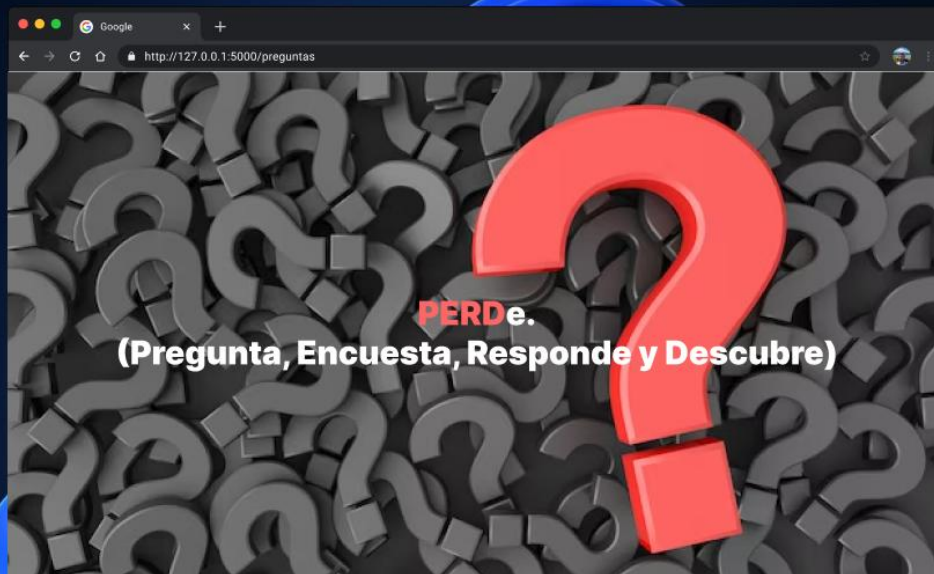 Google
http://127.0.0.1:5000/preguntas
PERDe.
(Pregunta, Encuesta, Responde y Descubre)